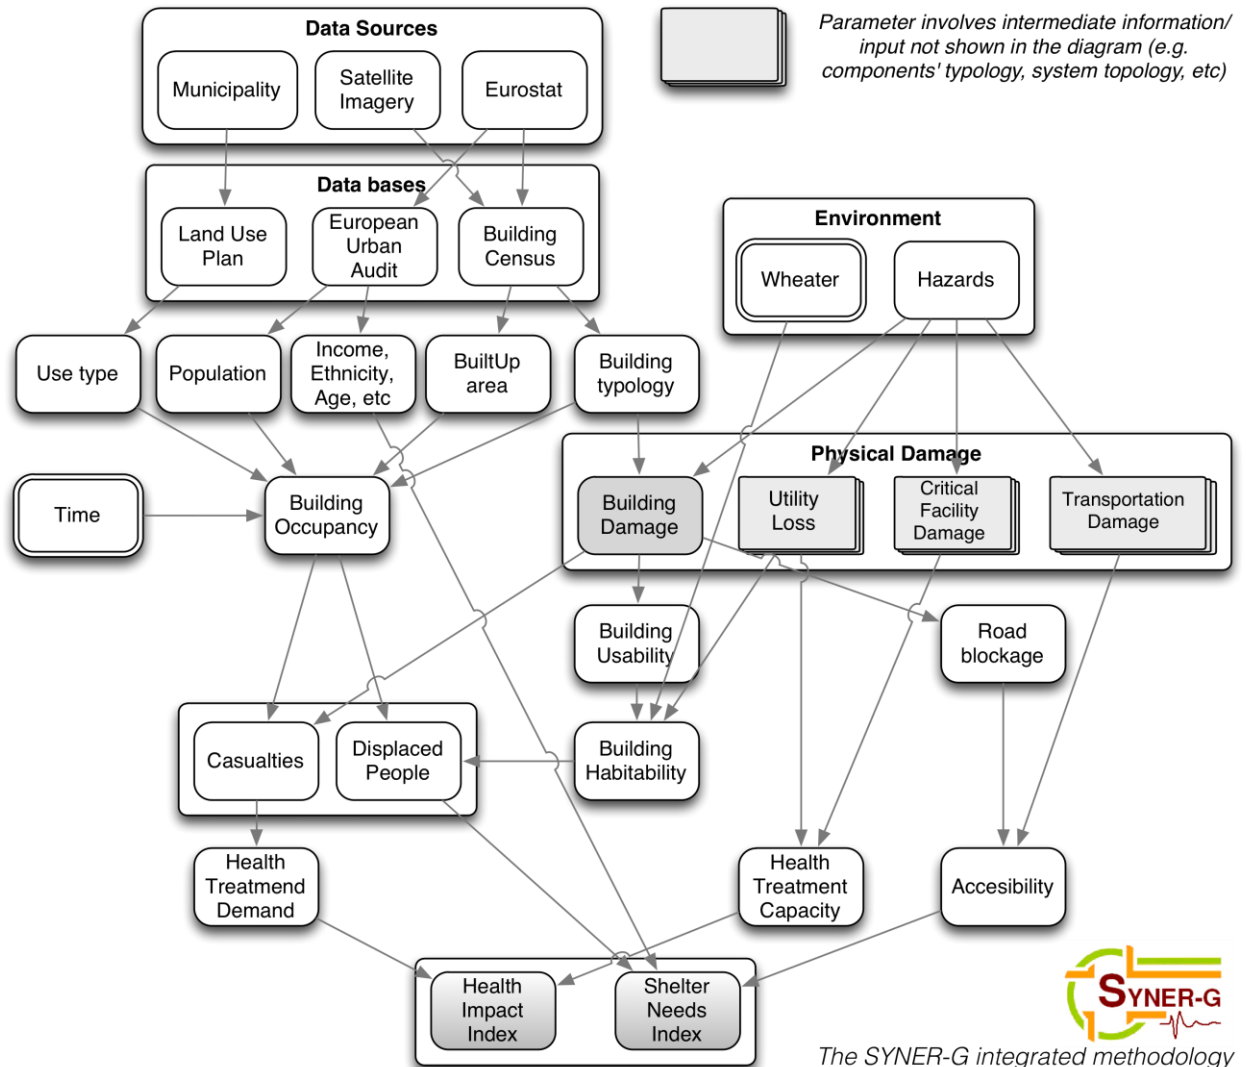 Data Sources
Municipality
Satellite
Imagery
Eurostat
Parameter involves intermediate information/
input not shown in the diagram (e.g.
components' typology, system topology, etc)
Data bases
Land Use
Plan
European
Urban
Audit
Building
Census
Environment
Wheater
Hazards
Use type
Population
Income,
Ethnicity,
Age, etc
BuiltUp
area
Building
typology
Physical Damage
Time
Building
Occupancy
Building
Damage
Utility
Loss
Critical
Facility
Damage
Transportation
Damage
Building
Usability
Road
blockage
Casualties
Displaced
People
Building
Habitability
Health
Treatmend
Demand
Health
Treatment
Capacity
Accesibility
Health
Impact
Index
Shelter
Needs
Index
SYNER-G
The SYNER-G integrated methodology